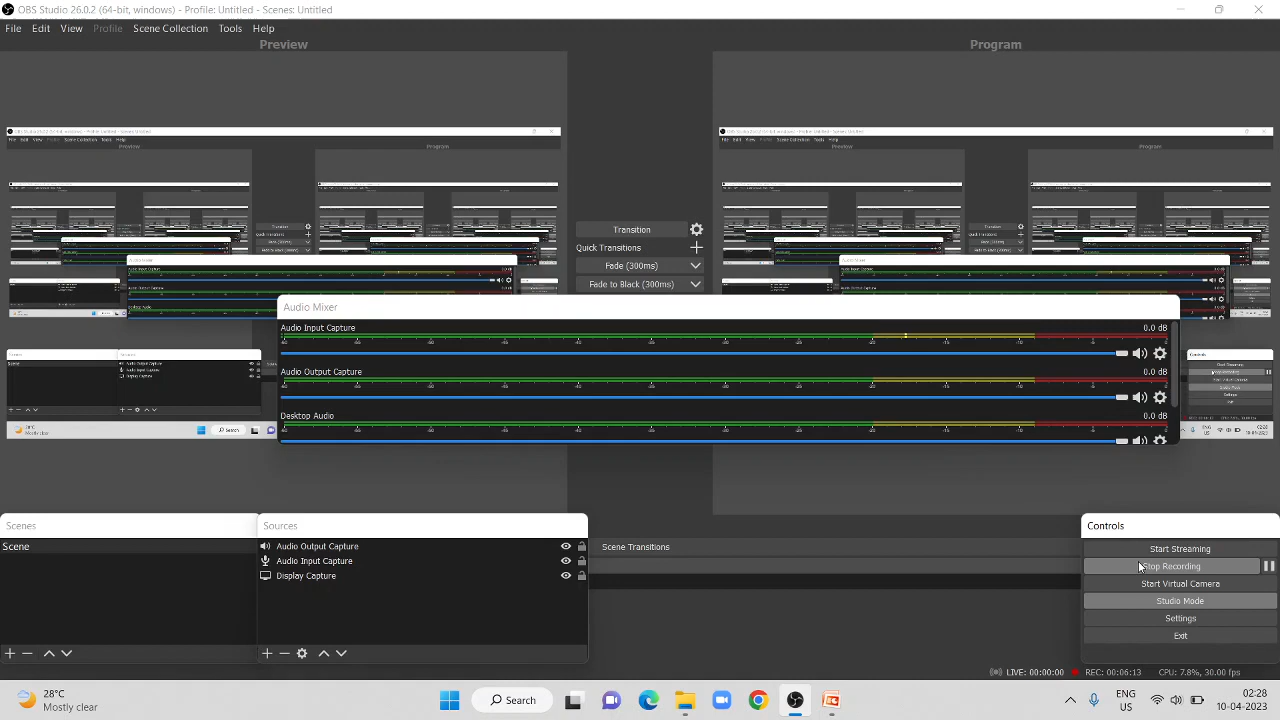 OBS Studio 26.0.2 (64-bit, windows) - Profile: Untitled - Scenes: Untitled
File Edit View Profile Scene Collection Tools Help
Preview
Program
Transition
Quick Transitions
Fade (300ms)
Fade to Black (300ms)
Audio Mixer
Audio Input Capture 0.0 dB
Audio Output Capture 0.0 dB
Desktop Audio 0.0 dB
Scenes
Scene
Sources
Audio Output Capture
Audio Input Capture
Display Capture
Scene Transitions
Controls
Start Streaming
Stop Recording
Start Virtual Camera
Studio Mode
Settings
Exit
LIVE: 00:00:00 REC: 00:06:13 CPU: 7.8%, 30.00 fps
28°C
Mostly clear
Search
ENG
US
02:23
10-04-2023